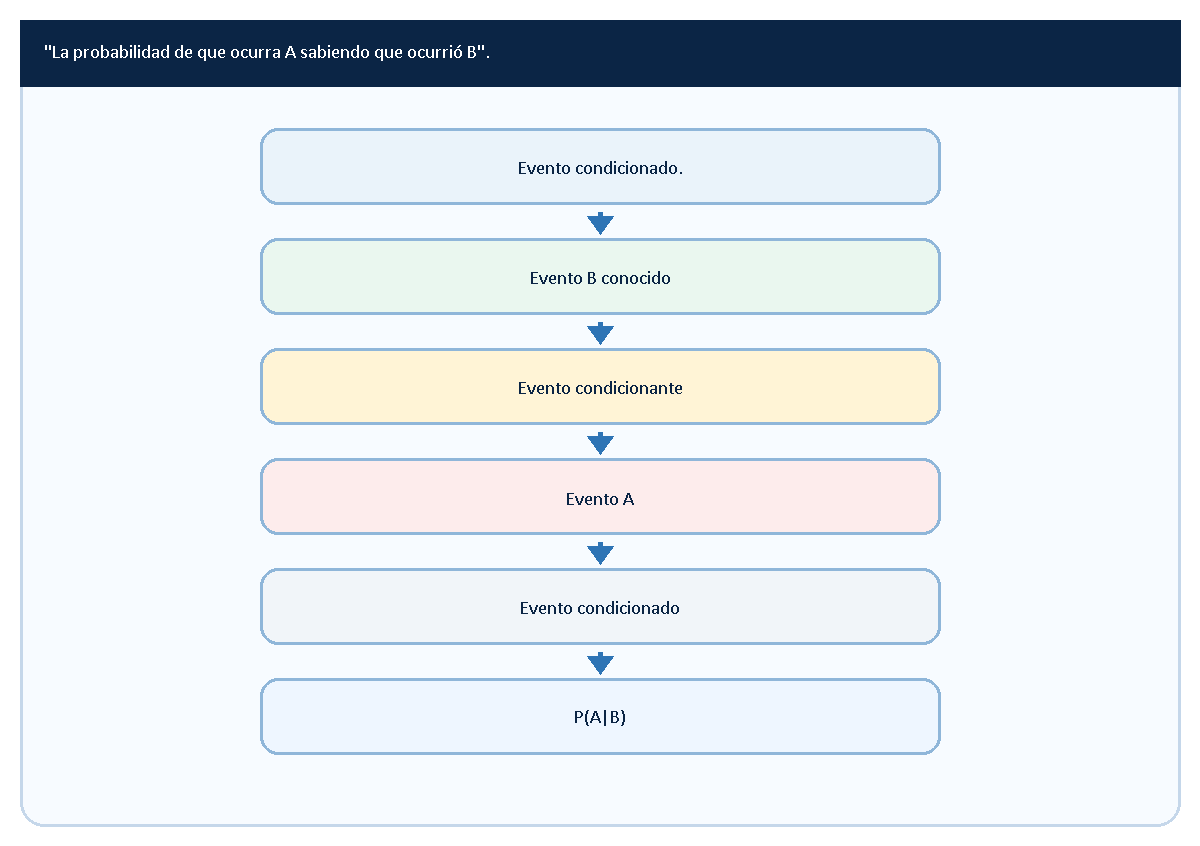 "La probabilidad de que ocurra A sabiendo que ocurrió B".
Evento condicionado.
Evento B conocido
Evento condicionante
Evento A
Evento condicionado
P(A|B)